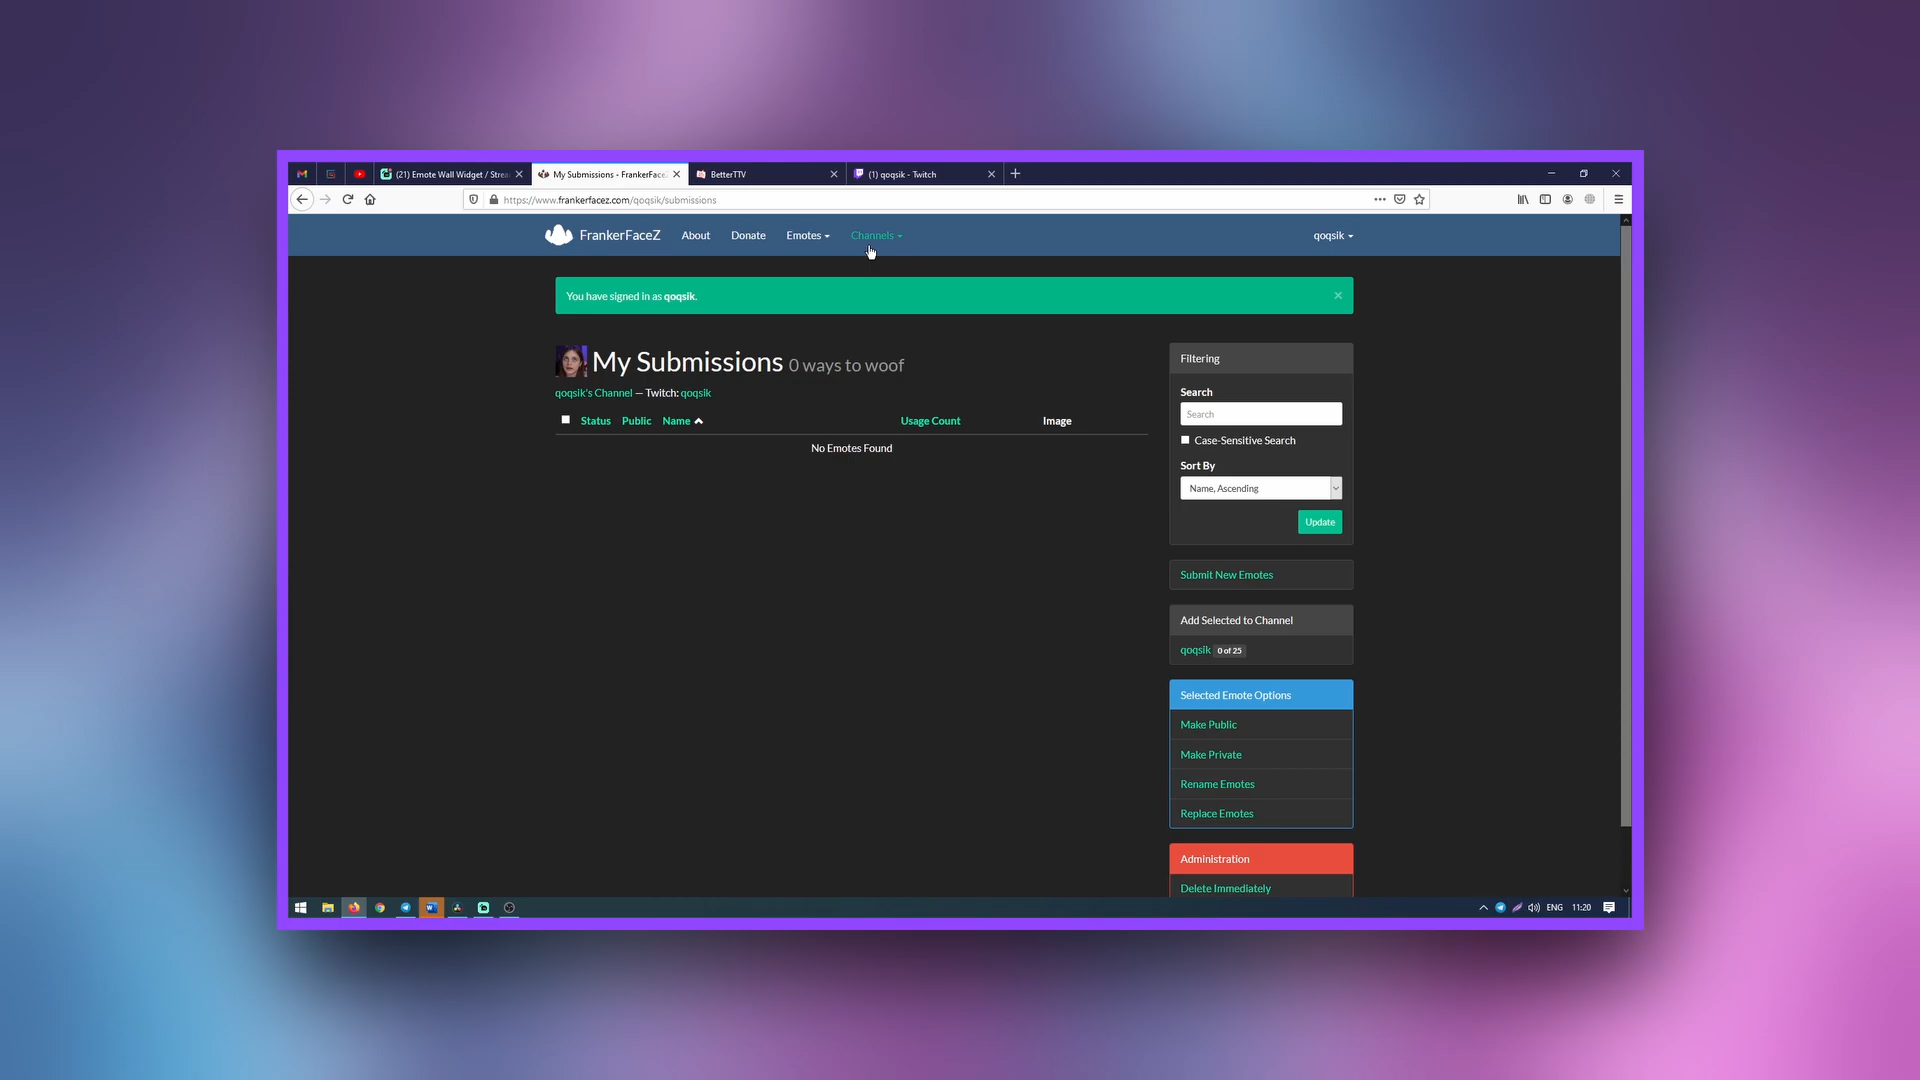 (21) Emote Wall Widget / Strea
My Submissions - FrankerFaceZ
BetterTTV
(1) qoqsik - Twitch
https://www.frankerfacez.com/qoqsik/submissions
FrankerFaceZ
About
Donate
Emotes
Channels
qoqsik
You have signed in as qoqsik.
My Submissions 0 ways to woof
qoqsik's Channel — Twitch: qoqsik
Status
Public
Name
Usage Count
Image
No Emotes Found
Filtering
Search
Search
Case-Sensitive Search
Sort By
Name, Ascending
Update
Submit New Emotes
Add Selected to Channel
qoqsik 0 of 25
Selected Emote Options
Make Public
Make Private
Rename Emotes
Replace Emotes
Administration
Delete Immediately
ENG
11:20